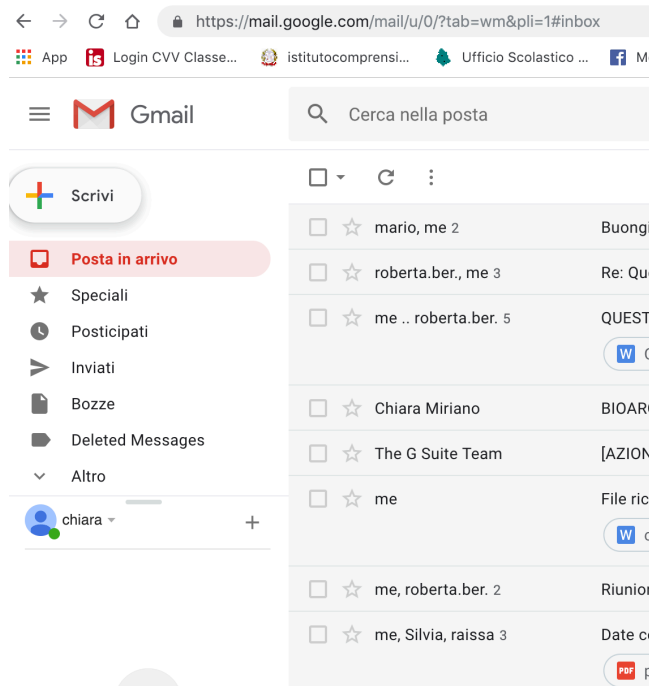 https://mail.google.com/mail/u/0/?tab=wm&pli=1#inbox
App Login CVV Classe... istitutocomprensi... Ufficio Scolastico ...
Gmail Cerca nella posta
Scrivi
Posta in arrivo
Speciali
Posticipati
Inviati
Bozze
Deleted Messages
Altro
chiara
mario, me 2 Buongi
roberta.ber., me 3 Re: Qu
me .. roberta.ber. 5 QUEST
W
Chiara Miriano BIOAR
The G Suite Team [AZION
me File ric
W
me, roberta.ber. 2 Riunio
me, Silvia, raissa 3 Date c
PDF